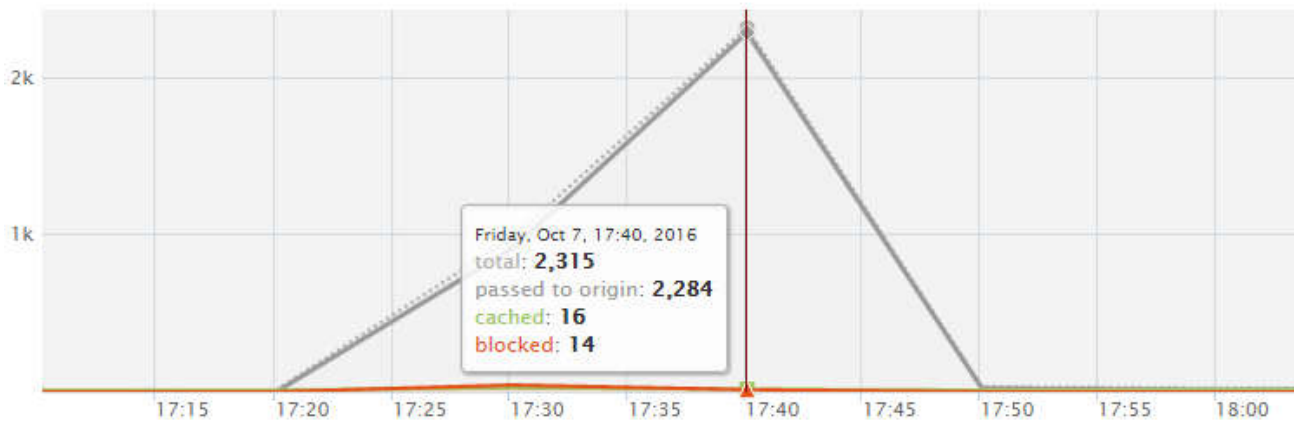 2k
1k
Friday, Oct 7, 17:40, 2016
total: 2,315
passed to origin: 2,284
cached: 16
blocked: 14
17:15 17:20 17:25 17:30 17:35 17:40 17:45 17:50 17:55 18:00